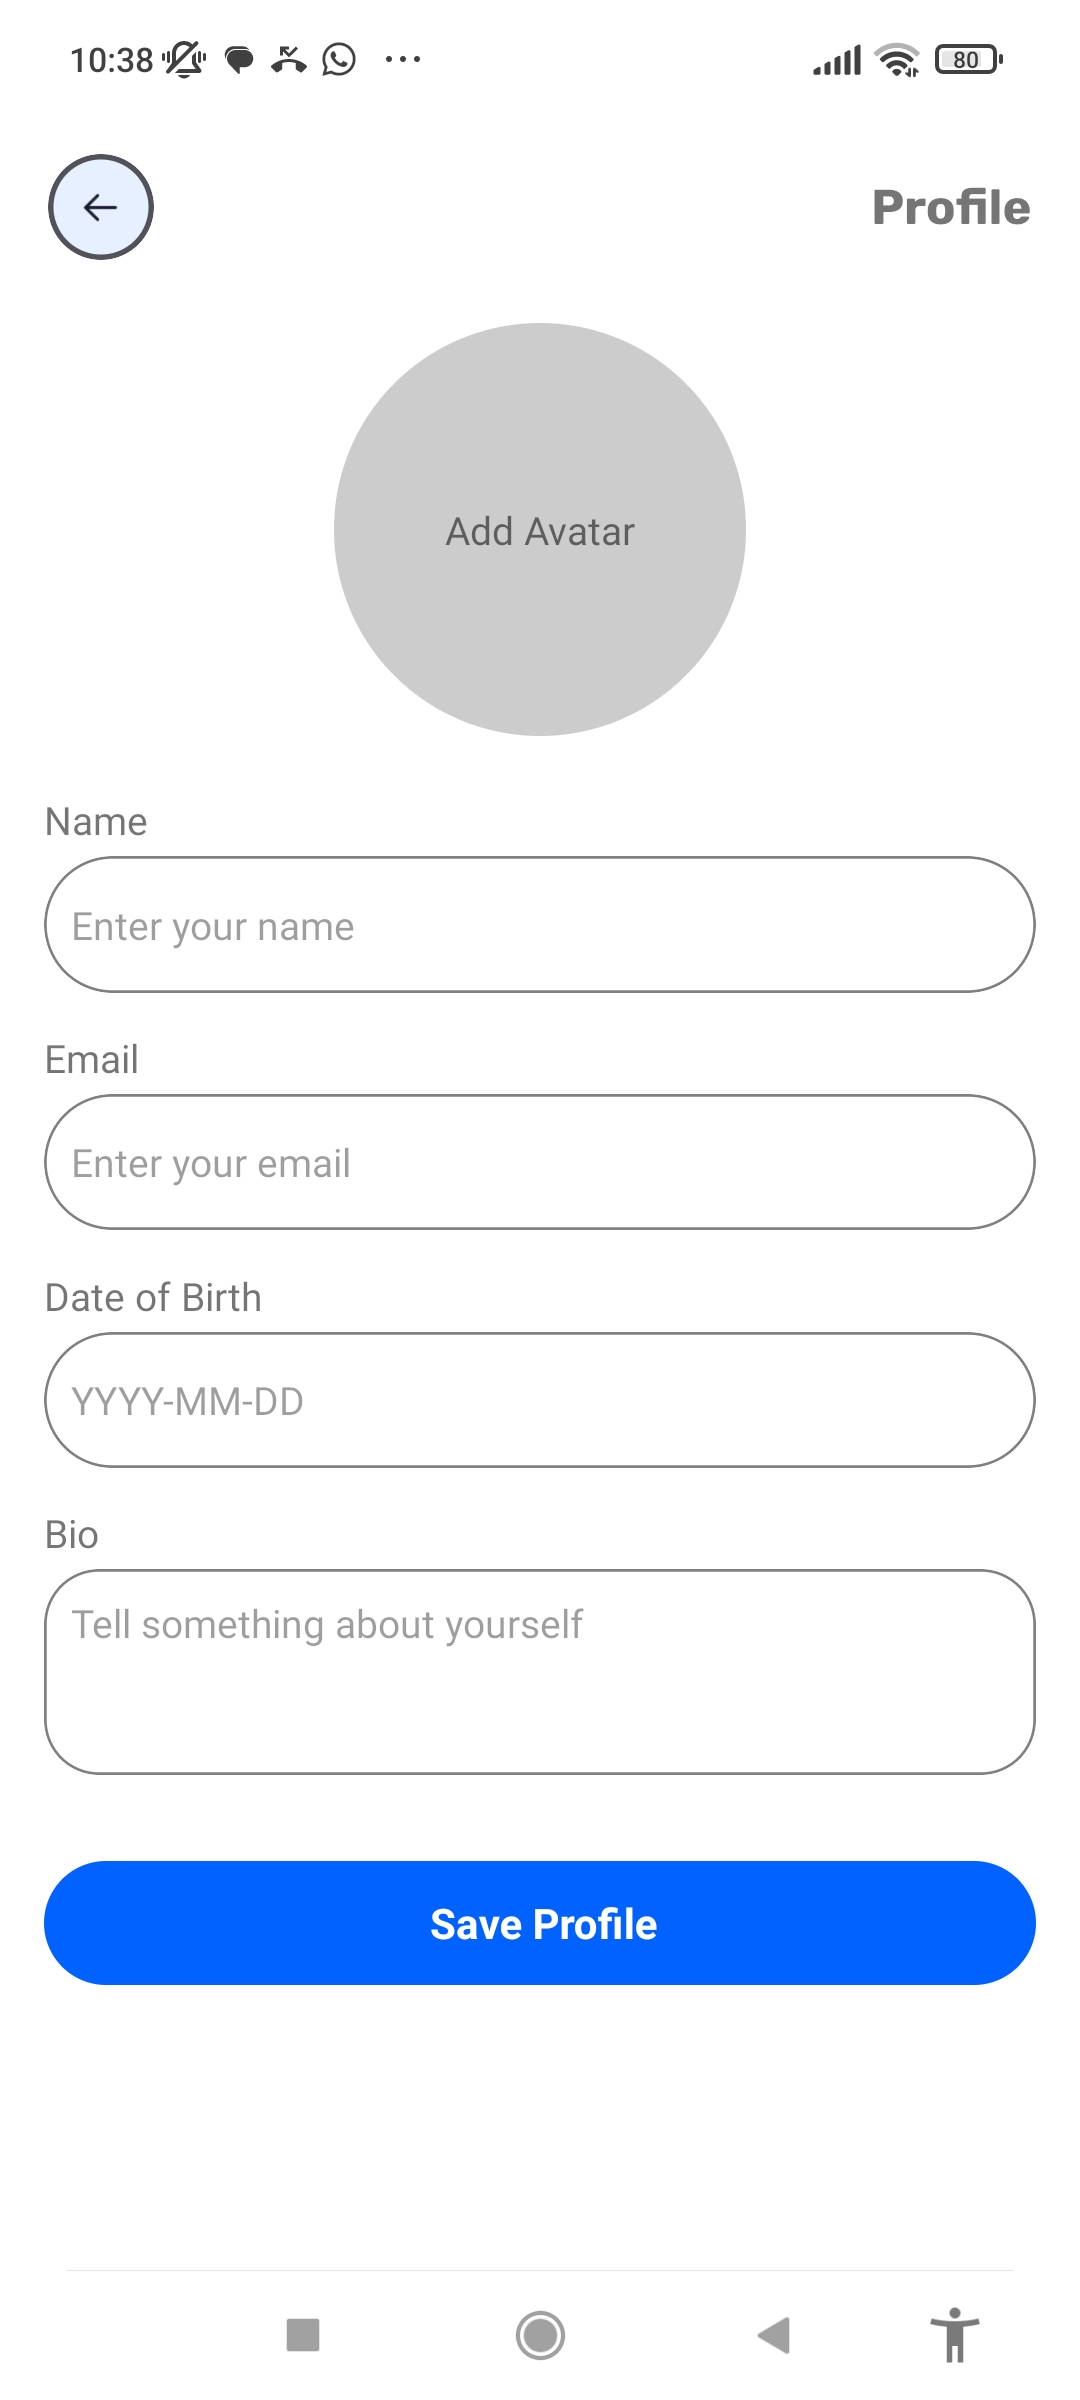 10:38
80
Profile
Add Avatar
Name
Enter your name
Email
Enter your email
Date of Birth
YYYY-MM-DD
Bio
Tell something about yourself
Save Profile